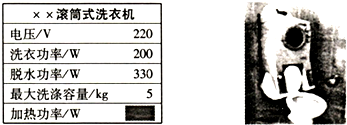 ××滚筒式洗衣机
电压/V 220
洗衣功率/W 200
脱水功率/W 330
最大洗涤容量/kg 5
加热功率/W